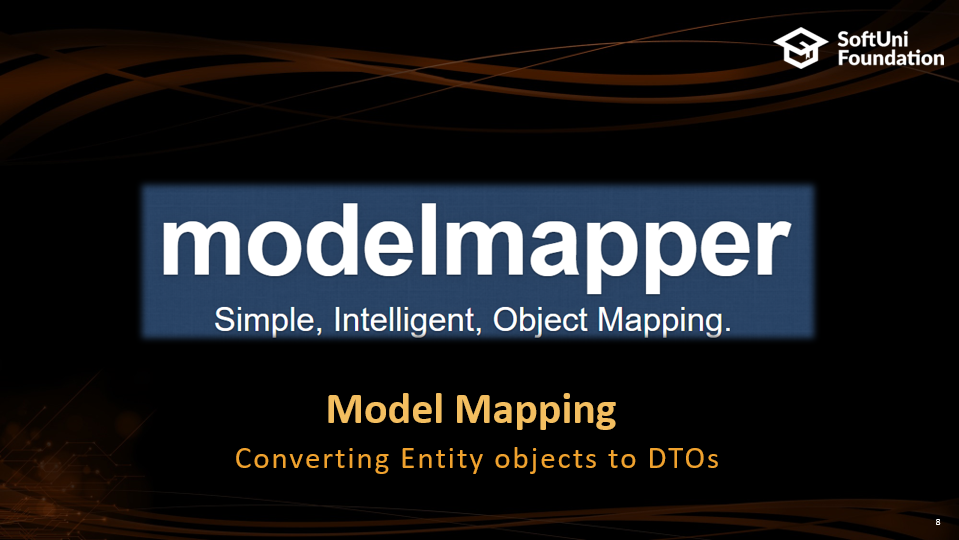 SoftUni
Foundation
modelmapper
Simple, Intelligent, Object Mapping.
Model Mapping
Converting Entity objects to DTOs
8